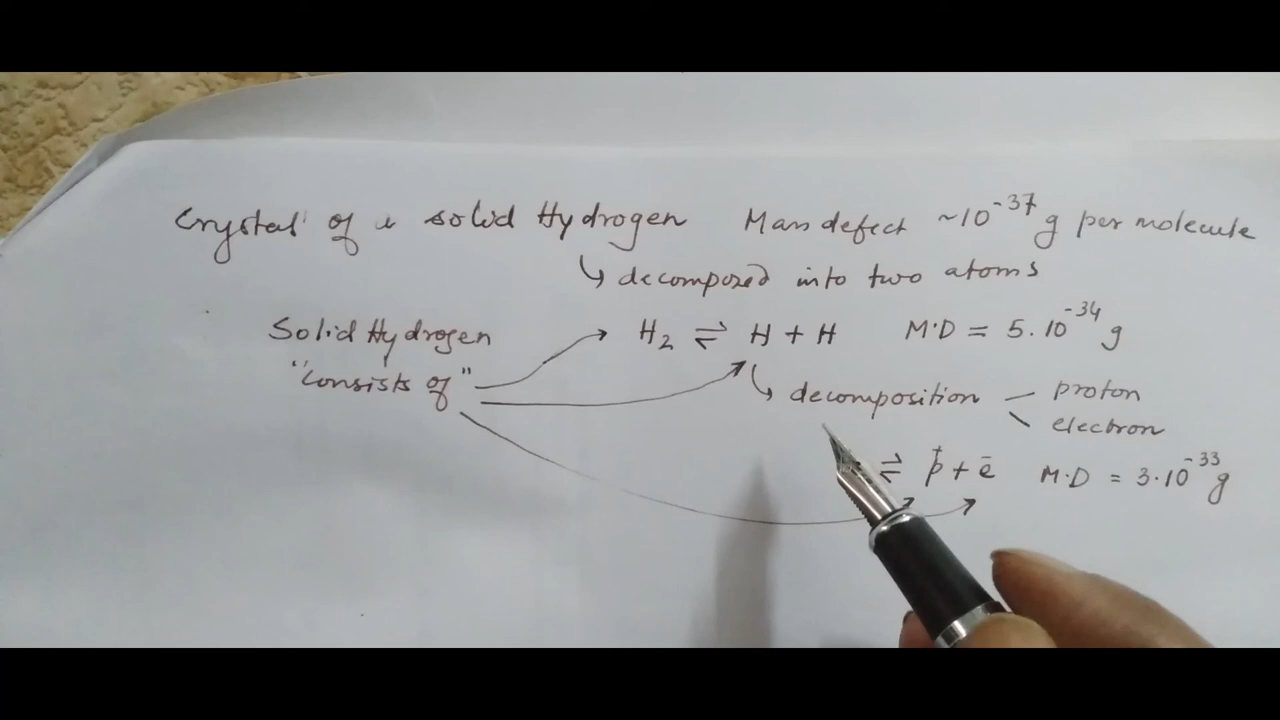 Crystal of a solid Hydrogen Mass defect ~10⁻³⁷ g per molecule
↳ decomposed into two atoms
Solid Hydrogen → H₂ ⇌ H + H M.D = 5.10⁻³⁴ g
"consists of"
↳ decomposition — proton
electron
⇌ p⁺ + e⁻ M.D = 3.10⁻³³ g